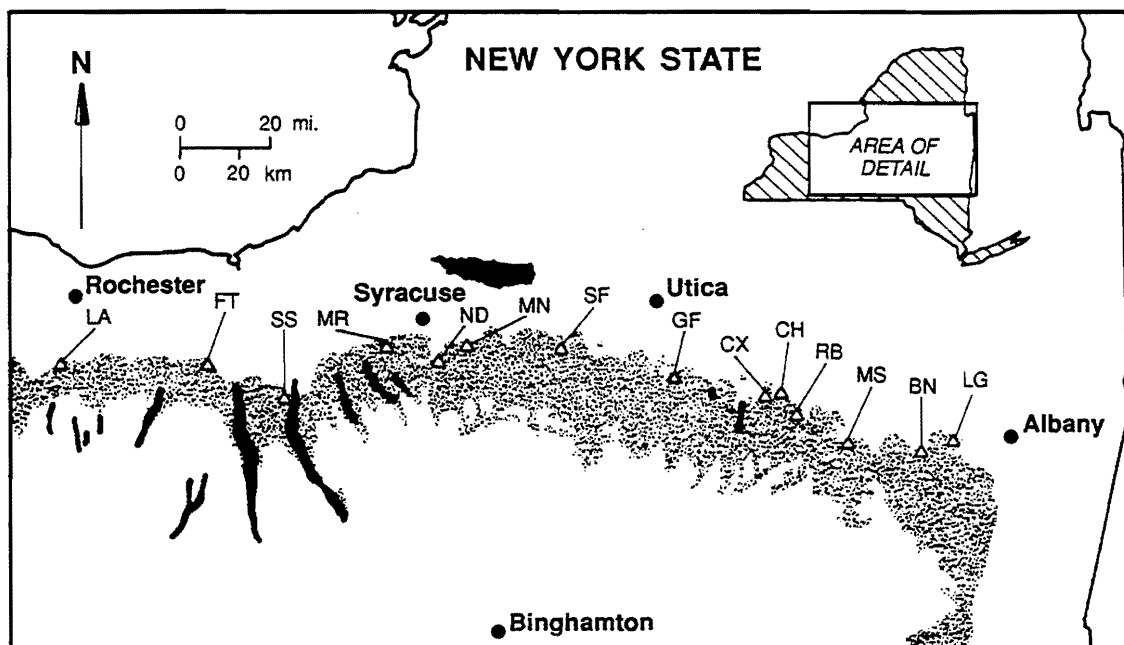 NEW YORK STATE
N
0 20 mi.
0 20 km
AREA OF
DETAIL
Rochester
Syracuse
Utica
LA
FT
SS
MR
ND
MN
SF
GF
CX
CH
RB
MS
BN
LG
Albany
Binghamton